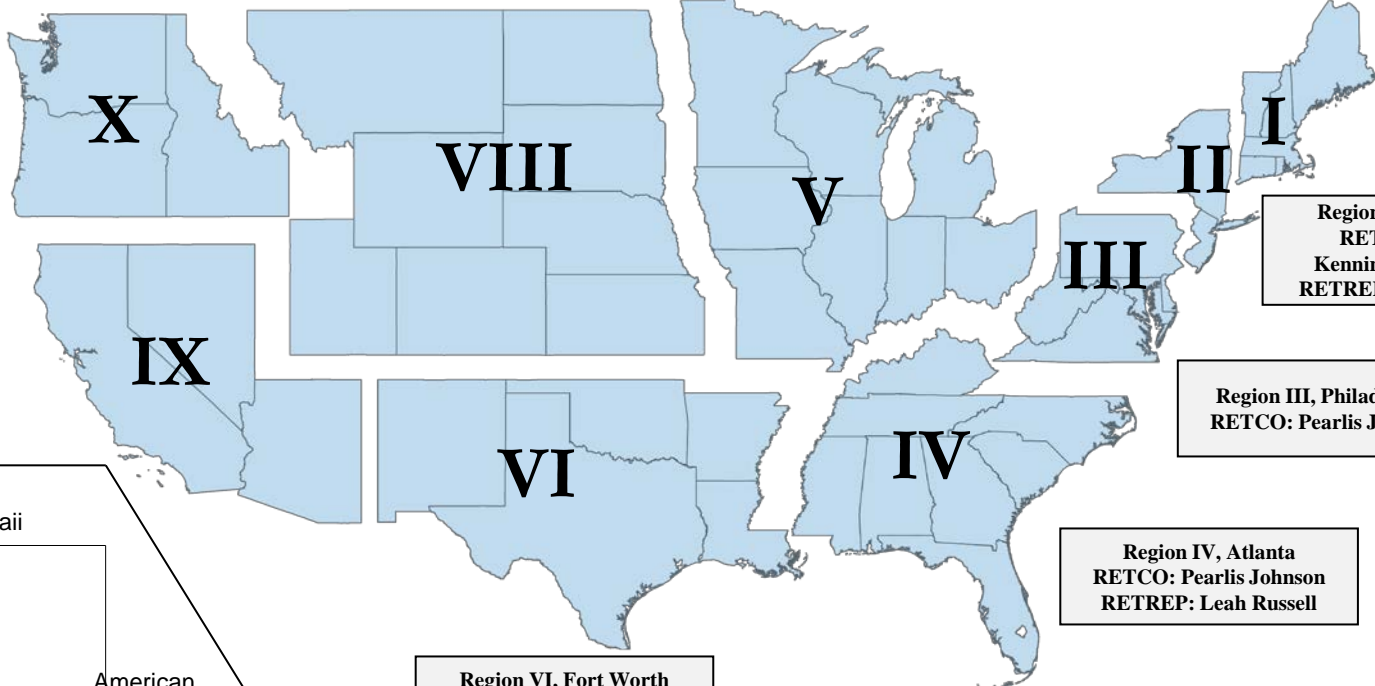 X
VIII
V
I
II
III
IX
VI
IV
Region
RET
Kennin
RETRE
Region III, Philad
RETCO: Pearlis J
Region IV, Atlanta
RETCO: Pearlis Johnson
RETREP: Leah Russell
aii
American
Region VI, Fort Worth